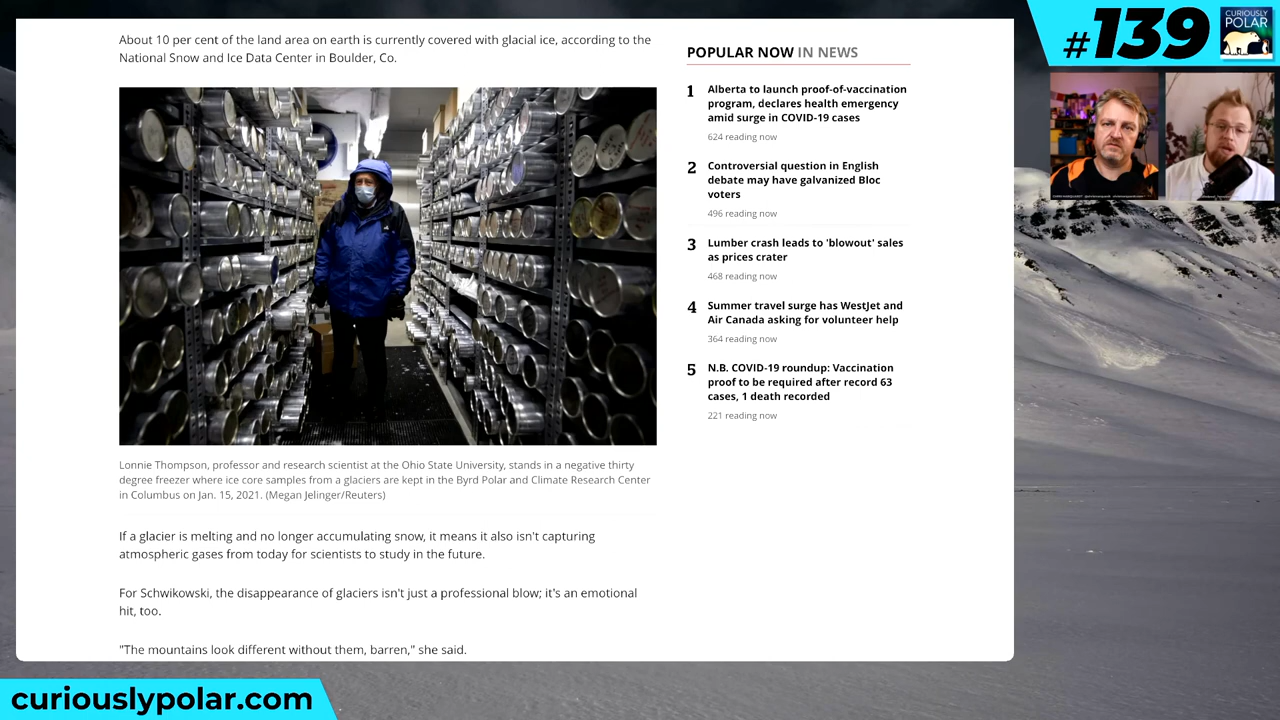 About 10 per cent of the land area on earth is currently covered with glacial ice, according to the
National Snow and Ice Data Center in Boulder, Co.
Lonnie Thompson, professor and research scientist at the Ohio State University, stands in a negative thirty
degree freezer where ice core samples from a glaciers are kept in the Byrd Polar and Climate Research Center
in Columbus on Jan. 15, 2021. (Megan Jelinger/Reuters)
If a glacier is melting and no longer accumulating snow, it means it also isn't capturing
atmospheric gases from today for scientists to study in the future.
For Schwikowski, the disappearance of glaciers isn't just a professional blow; it's an emotional
hit, too.
"The mountains look different without them, barren," she said.
POPULAR NOW IN NEWS
1 Alberta to launch proof-of-vaccination
program, declares health emergency
amid surge in COVID-19 cases
624 reading now
2 Controversial question in English
debate may have galvanized Bloc
voters
496 reading now
3 Lumber crash leads to 'blowout' sales
as prices crater
468 reading now
4 Summer travel surge has WestJet and
Air Canada asking for volunteer help
364 reading now
5 N.B. COVID-19 roundup: Vaccination
proof to be required after record 63
cases, 1 death recorded
221 reading now
#139
CURIOUSLY
POLAR
curiouslypolar.com